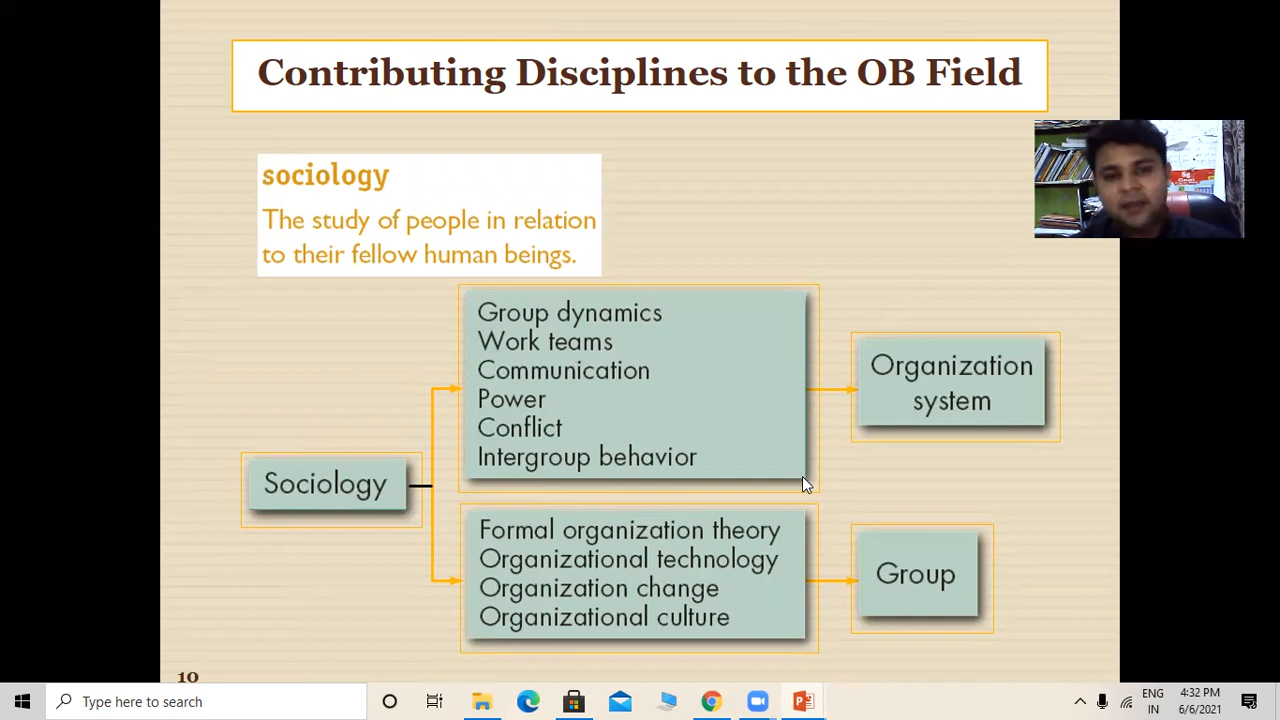 Contributing Disciplines to the OB Field
sociology
The study of people in relation
to their fellow human beings.
Group dynamics
Work teams
Communication
Power
Conflict
Intergroup behavior
Organization
system
Sociology
Formal organization theory
Organizational technology
Organization change
Organizational culture
Group
10
Type here to search
ENG
IN
4:32 PM
6/6/2021